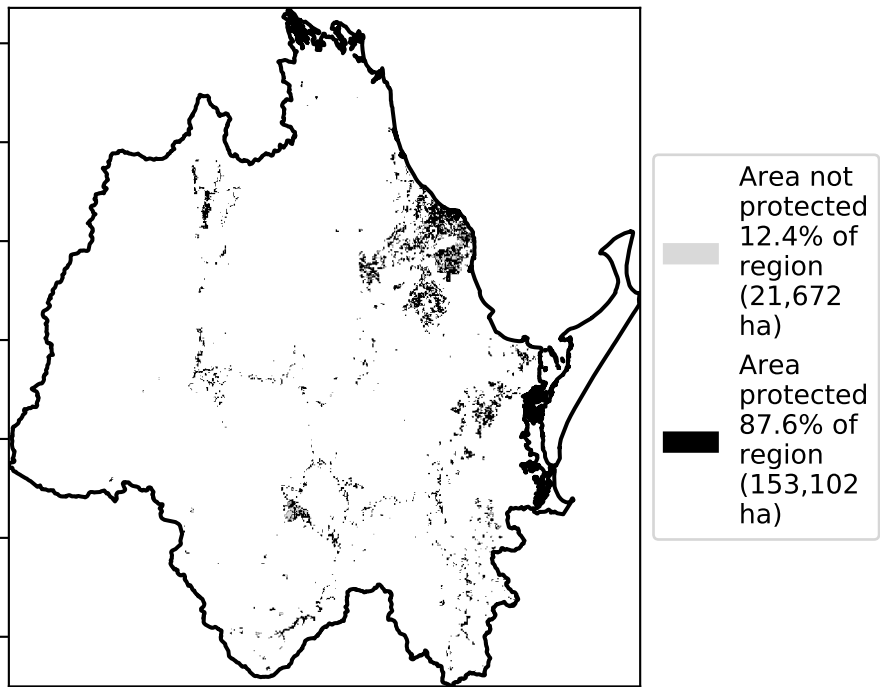 Area not
protected
12.4% of
region
(21,672
ha)
Area
protected
87.6% of
region
(153,102
ha)